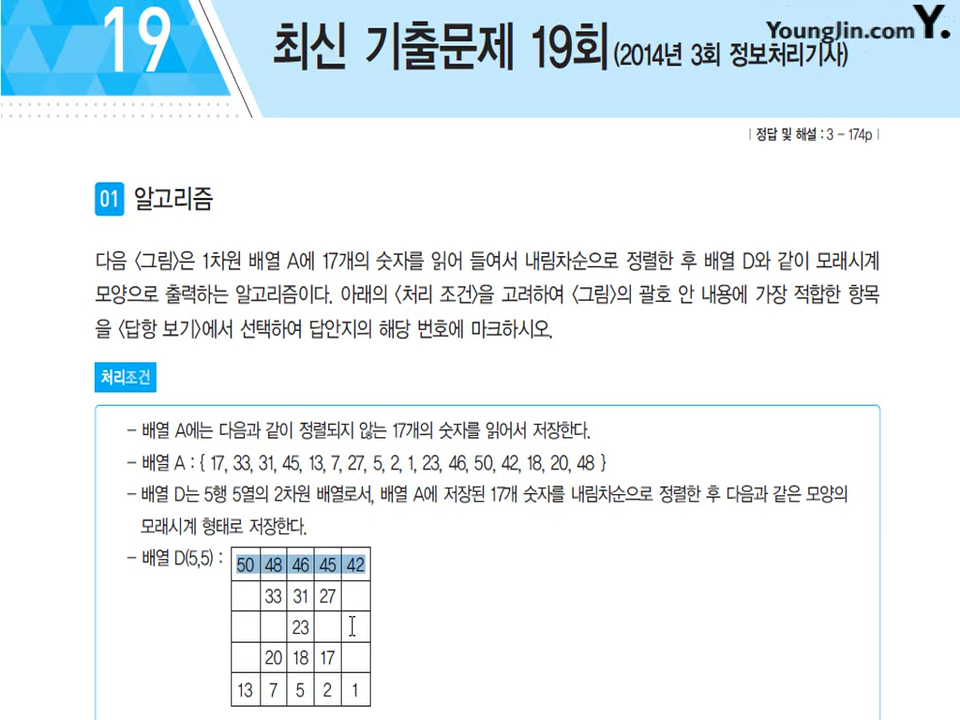 19
최신 기출문제 19회(2014년 3회 정보처리기사)
YoungJin.com Y.
| 정답 및 해설 : 3 - 174p |
01 알고리즘
다음 〈그림〉은 1차원 배열 A에 17개의 숫자를 읽어 들여서 내림차순으로 정렬한 후 배열 D와 같이 모래시계
모양으로 출력하는 알고리즘이다. 아래의 〈처리 조건〉을 고려하여 〈그림〉의 괄호 안 내용에 가장 적합한 항목
을 〈답항 보기〉에서 선택하여 답안지의 해당 번호에 마크하시오.
처리조건
- 배열 A에는 다음과 같이 정렬되지 않는 17개의 숫자를 읽어서 저장한다.
- 배열 A : { 17, 33, 31, 45, 13, 7, 27, 5, 2, 1, 23, 46, 50, 42, 18, 20, 48 }
- 배열 D는 5행 5열의 2차원 배열로서, 배열 A에 저장된 17개 숫자를 내림차순으로 정렬한 후 다음과 같은 모양의
모래시계 형태로 저장한다.
- 배열 D(5,5) :
50 48 46 45 42
33 31 27
23
20 18 17
13 7 5 2 1